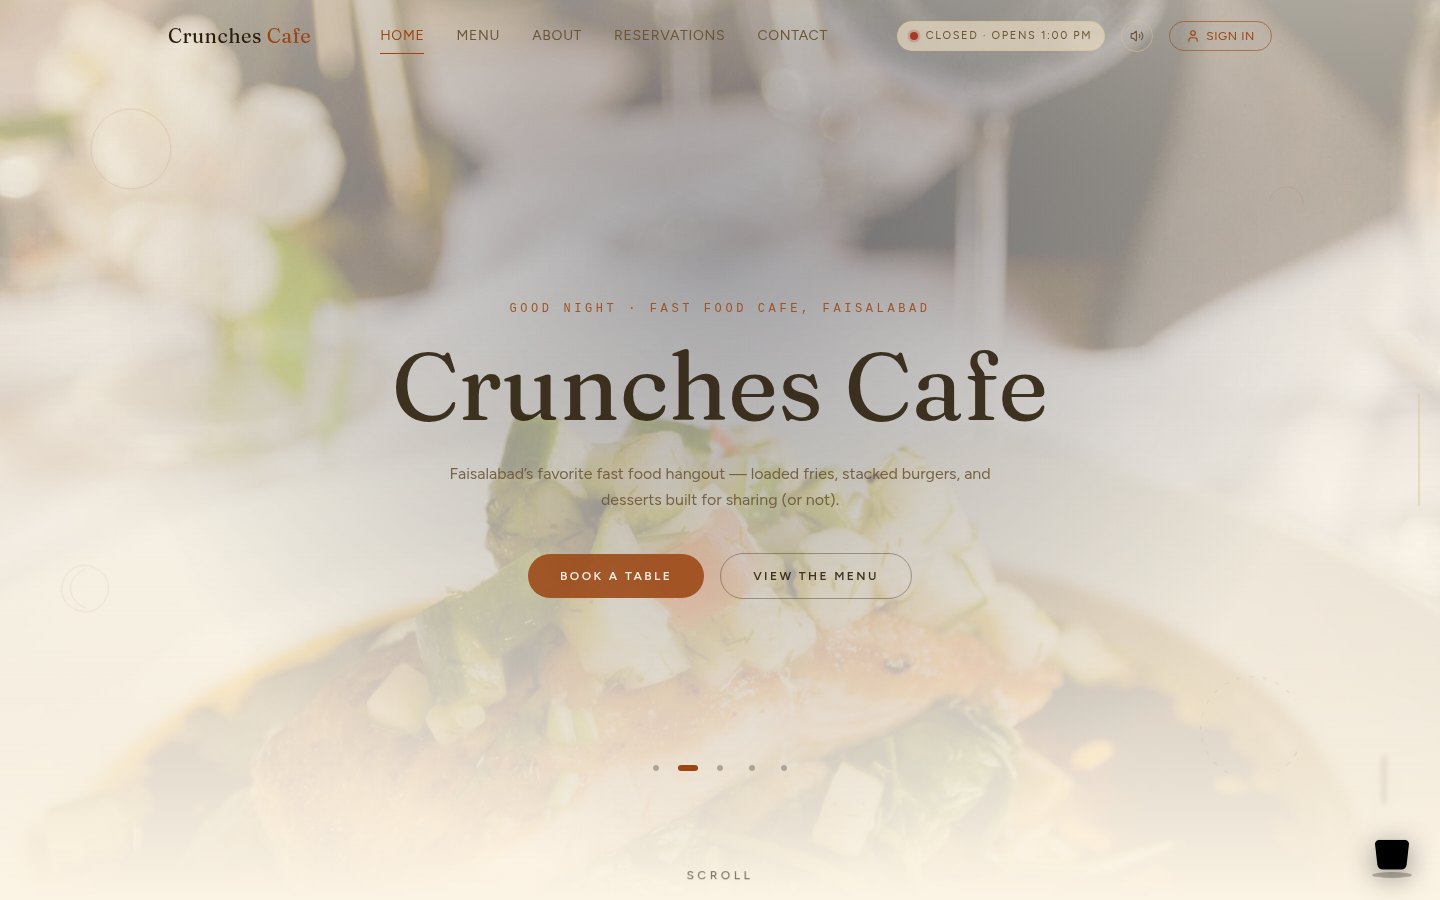 Crunches Cafe
HOME
MENU
ABOUT
RESERVATIONS
CONTACT
CLOSED · OPENS 1:00 PM
SIGN IN
GOOD NIGHT · FAST FOOD CAFE, FAISALABAD
Crunches Cafe
Faisalabad's favorite fast food hangout — loaded fries, stacked burgers, and
desserts built for sharing (or not).
BOOK A TABLE
VIEW THE MENU
SCROLL